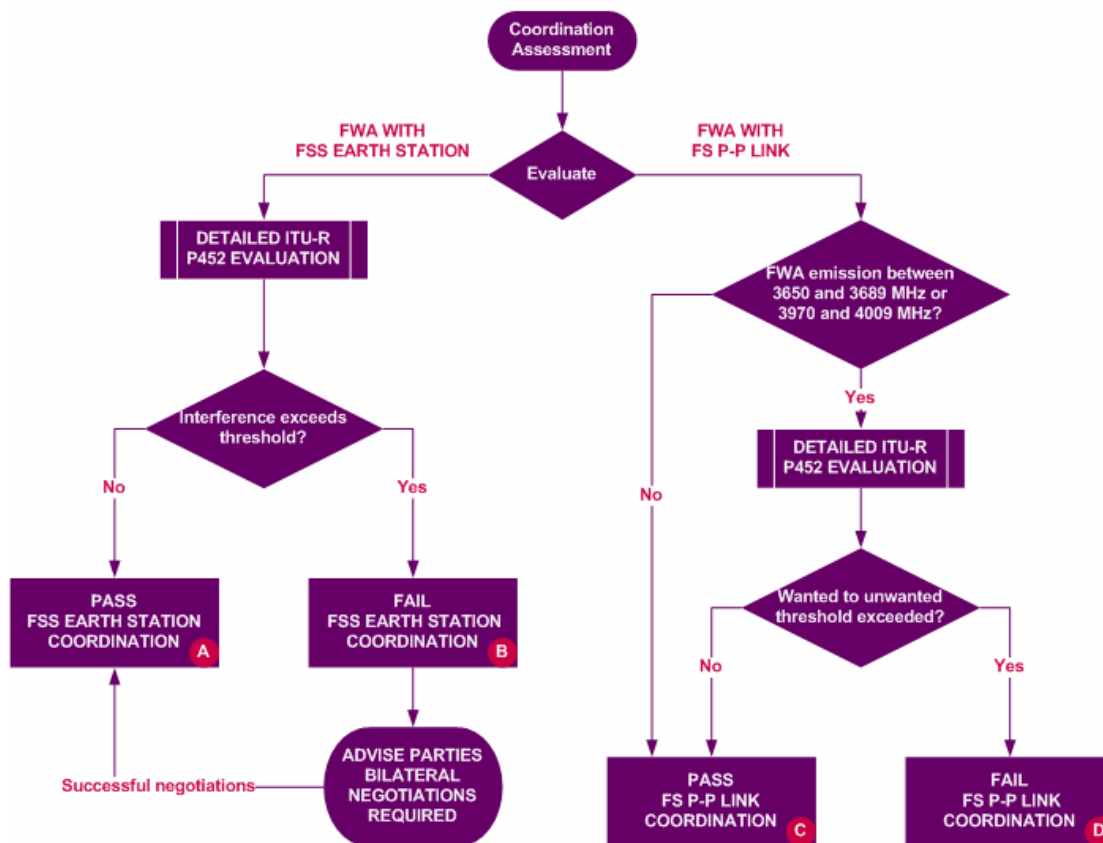 Coordination
Assessment
FWA WITH
FSS EARTH STATION
FWA WITH
FS P-P LINK
Evaluate
DETAILED ITU-R
P452 EVALUATION
FWA emission between
3650 and 3689 MHz or
3970 and 4009 MHz?
Interference exceeds
threshold?
Yes
DETAILED ITU-R
P452 EVALUATION
No
Yes
No
PASS
FSS EARTH STATION
COORDINATION
A
FAIL
FSS EARTH STATION
COORDINATION
B
Wanted to unwanted
threshold exceeded?
No
Yes
Successful negotiations
ADVISE PARTIES
BILATERAL
NEGOTIATIONS
REQUIRED
PASS
FS P-P LINK
COORDINATION
C
FAIL
FS P-P LINK
COORDINATION
D